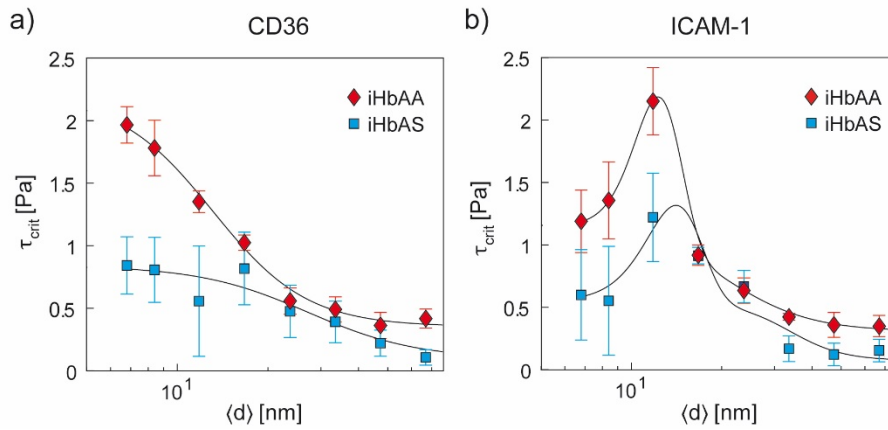 a)
CD36
2.5
2
1.5
1
0.5
0
τcrit [Pa]
iHbAA
iHbAS
10¹
⟨d⟩ [nm]
b)
ICAM-1
2.5
2
1.5
1
0.5
0
τcrit [Pa]
iHbAA
iHbAS
10¹
⟨d⟩ [nm]